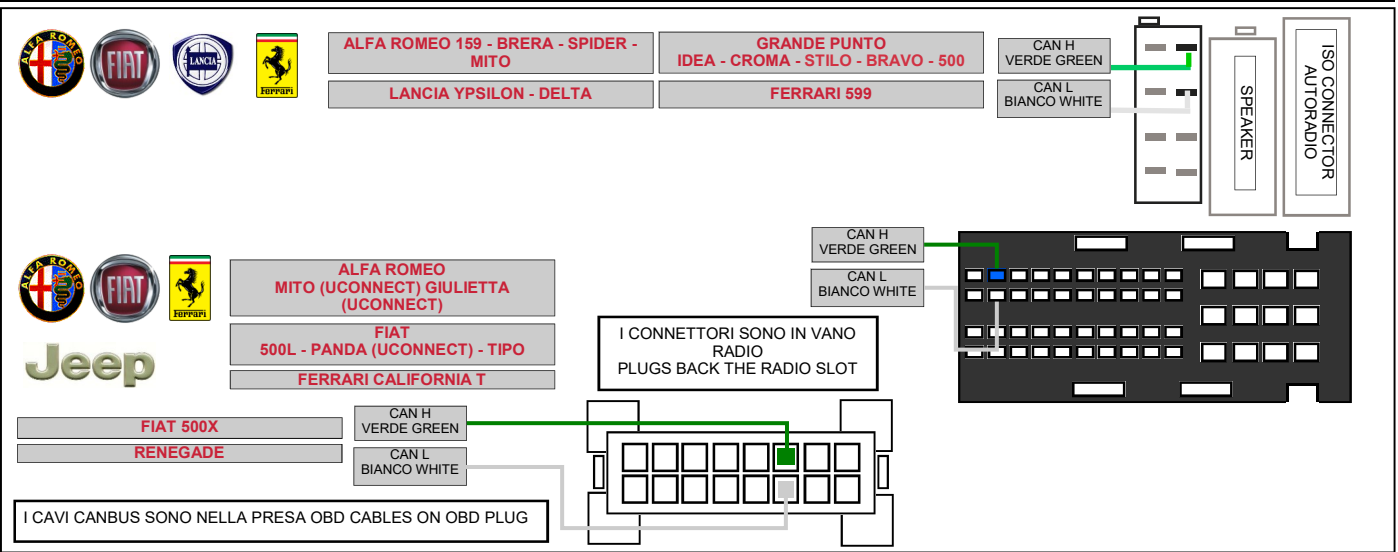 ALFA ROMEO
FIAT
LANCIA
Ferrari
ALFA ROMEO 159 - BRERA - SPIDER -
MITO
GRANDE PUNTO
IDEA - CROMA - STILO - BRAVO - 500
LANCIA YPSILON - DELTA
FERRARI 599
CAN H
VERDE GREEN
CAN L
BIANCO WHITE
SPEAKER
ISO CONNECTOR
AUTORADIO
CAN H
VERDE GREEN
CAN L
BIANCO WHITE
ALFA ROMEO
FIAT
Ferrari
Jeep
ALFA ROMEO
MITO (UCONNECT) GIULIETTA
(UCONNECT)
FIAT
500L - PANDA (UCONNECT) - TIPO
FERRARI CALIFORNIA T
I CONNETTORI SONO IN VANO
RADIO
PLUGS BACK THE RADIO SLOT
FIAT 500X
RENEGADE
CAN H
VERDE GREEN
CAN L
BIANCO WHITE
I CAVI CANBUS SONO NELLA PRESA OBD CABLES ON OBD PLUG